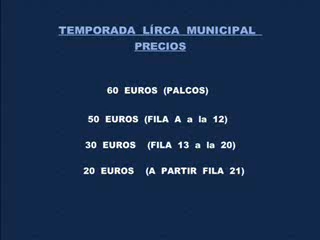 TEMPORADA LÍRCA MUNICIPAL
PRECIOS
60 EUROS (PALCOS)
50 EUROS (FILA A a la 12)
30 EUROS (FILA 13 a la 20)
20 EUROS (A PARTIR FILA 21)